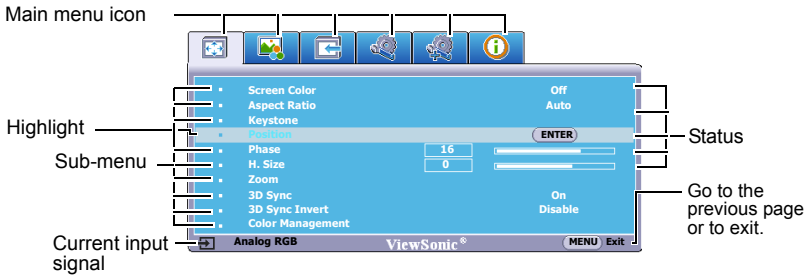 Main menu icon
Screen Color Off
Aspect Ratio Auto
Keystone
Highlight
Position ENTER
Status
Phase 16
Sub-menu
H. Size 0
Zoom
3D Sync On
3D Sync Invert Disable
Color Management
Go to the
previous page
or to exit.
Current input
signal
Analog RGB ViewSonic® MENU Exit